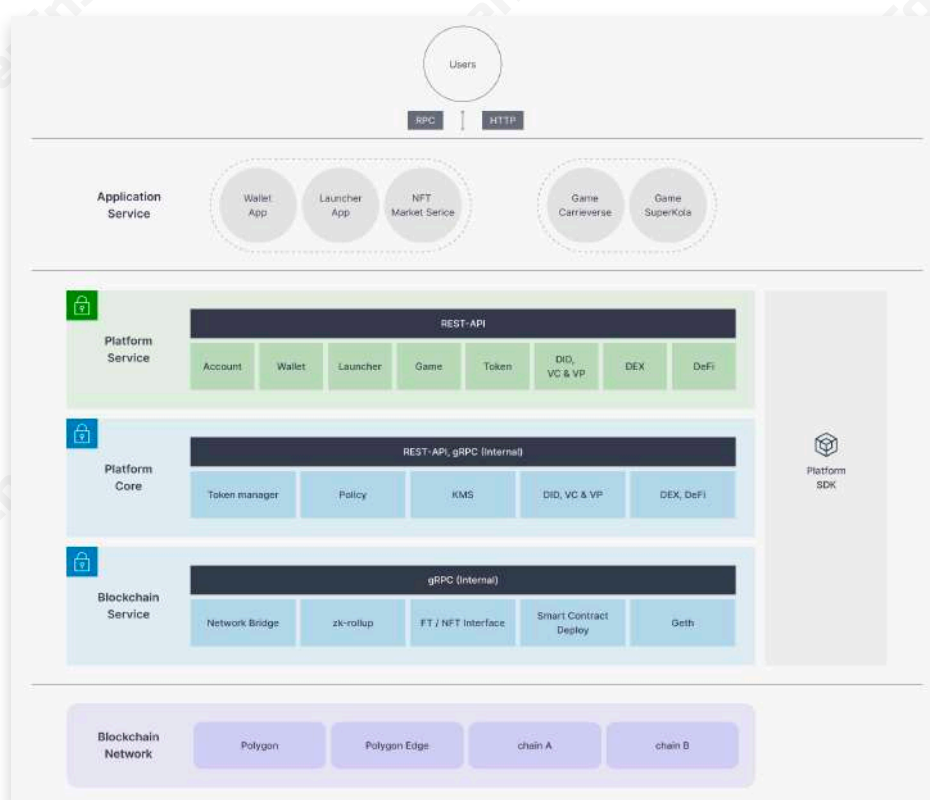 Users
RPC
HTTP
Application
Service
Wallet
App
Launcher
App
NFT
Market Serice
Game
Carrieverse
Game
SuperKola
Platform
Service
REST-API
Account
Wallet
Launcher
Game
Token
DID,
VC & VP
DEX
DeFi
Platform
Core
REST-API, gRPC (Internal)
Token manager
Policy
KMS
DID, VC & VP
DEX, DeFi
Platform
SDK
Blockchain
Service
gRPC (Internal)
Network Bridge
zk-rollup
FT / NFT Interface
Smart Contract
Deploy
Geth
Blockchain
Network
Polygon
Polygon Edge
chain A
chain B